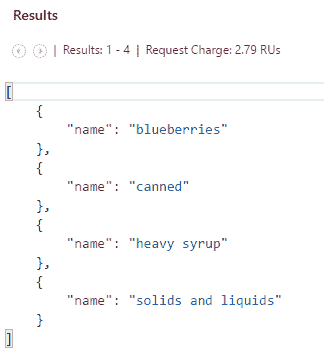 Results
| Results: 1 - 4 | Request Charge: 2.79 RUs
[
    {
        "name": "blueberries"
    },
    {
        "name": "canned"
    },
    {
        "name": "heavy syrup"
    },
    {
        "name": "solids and liquids"
    }
]